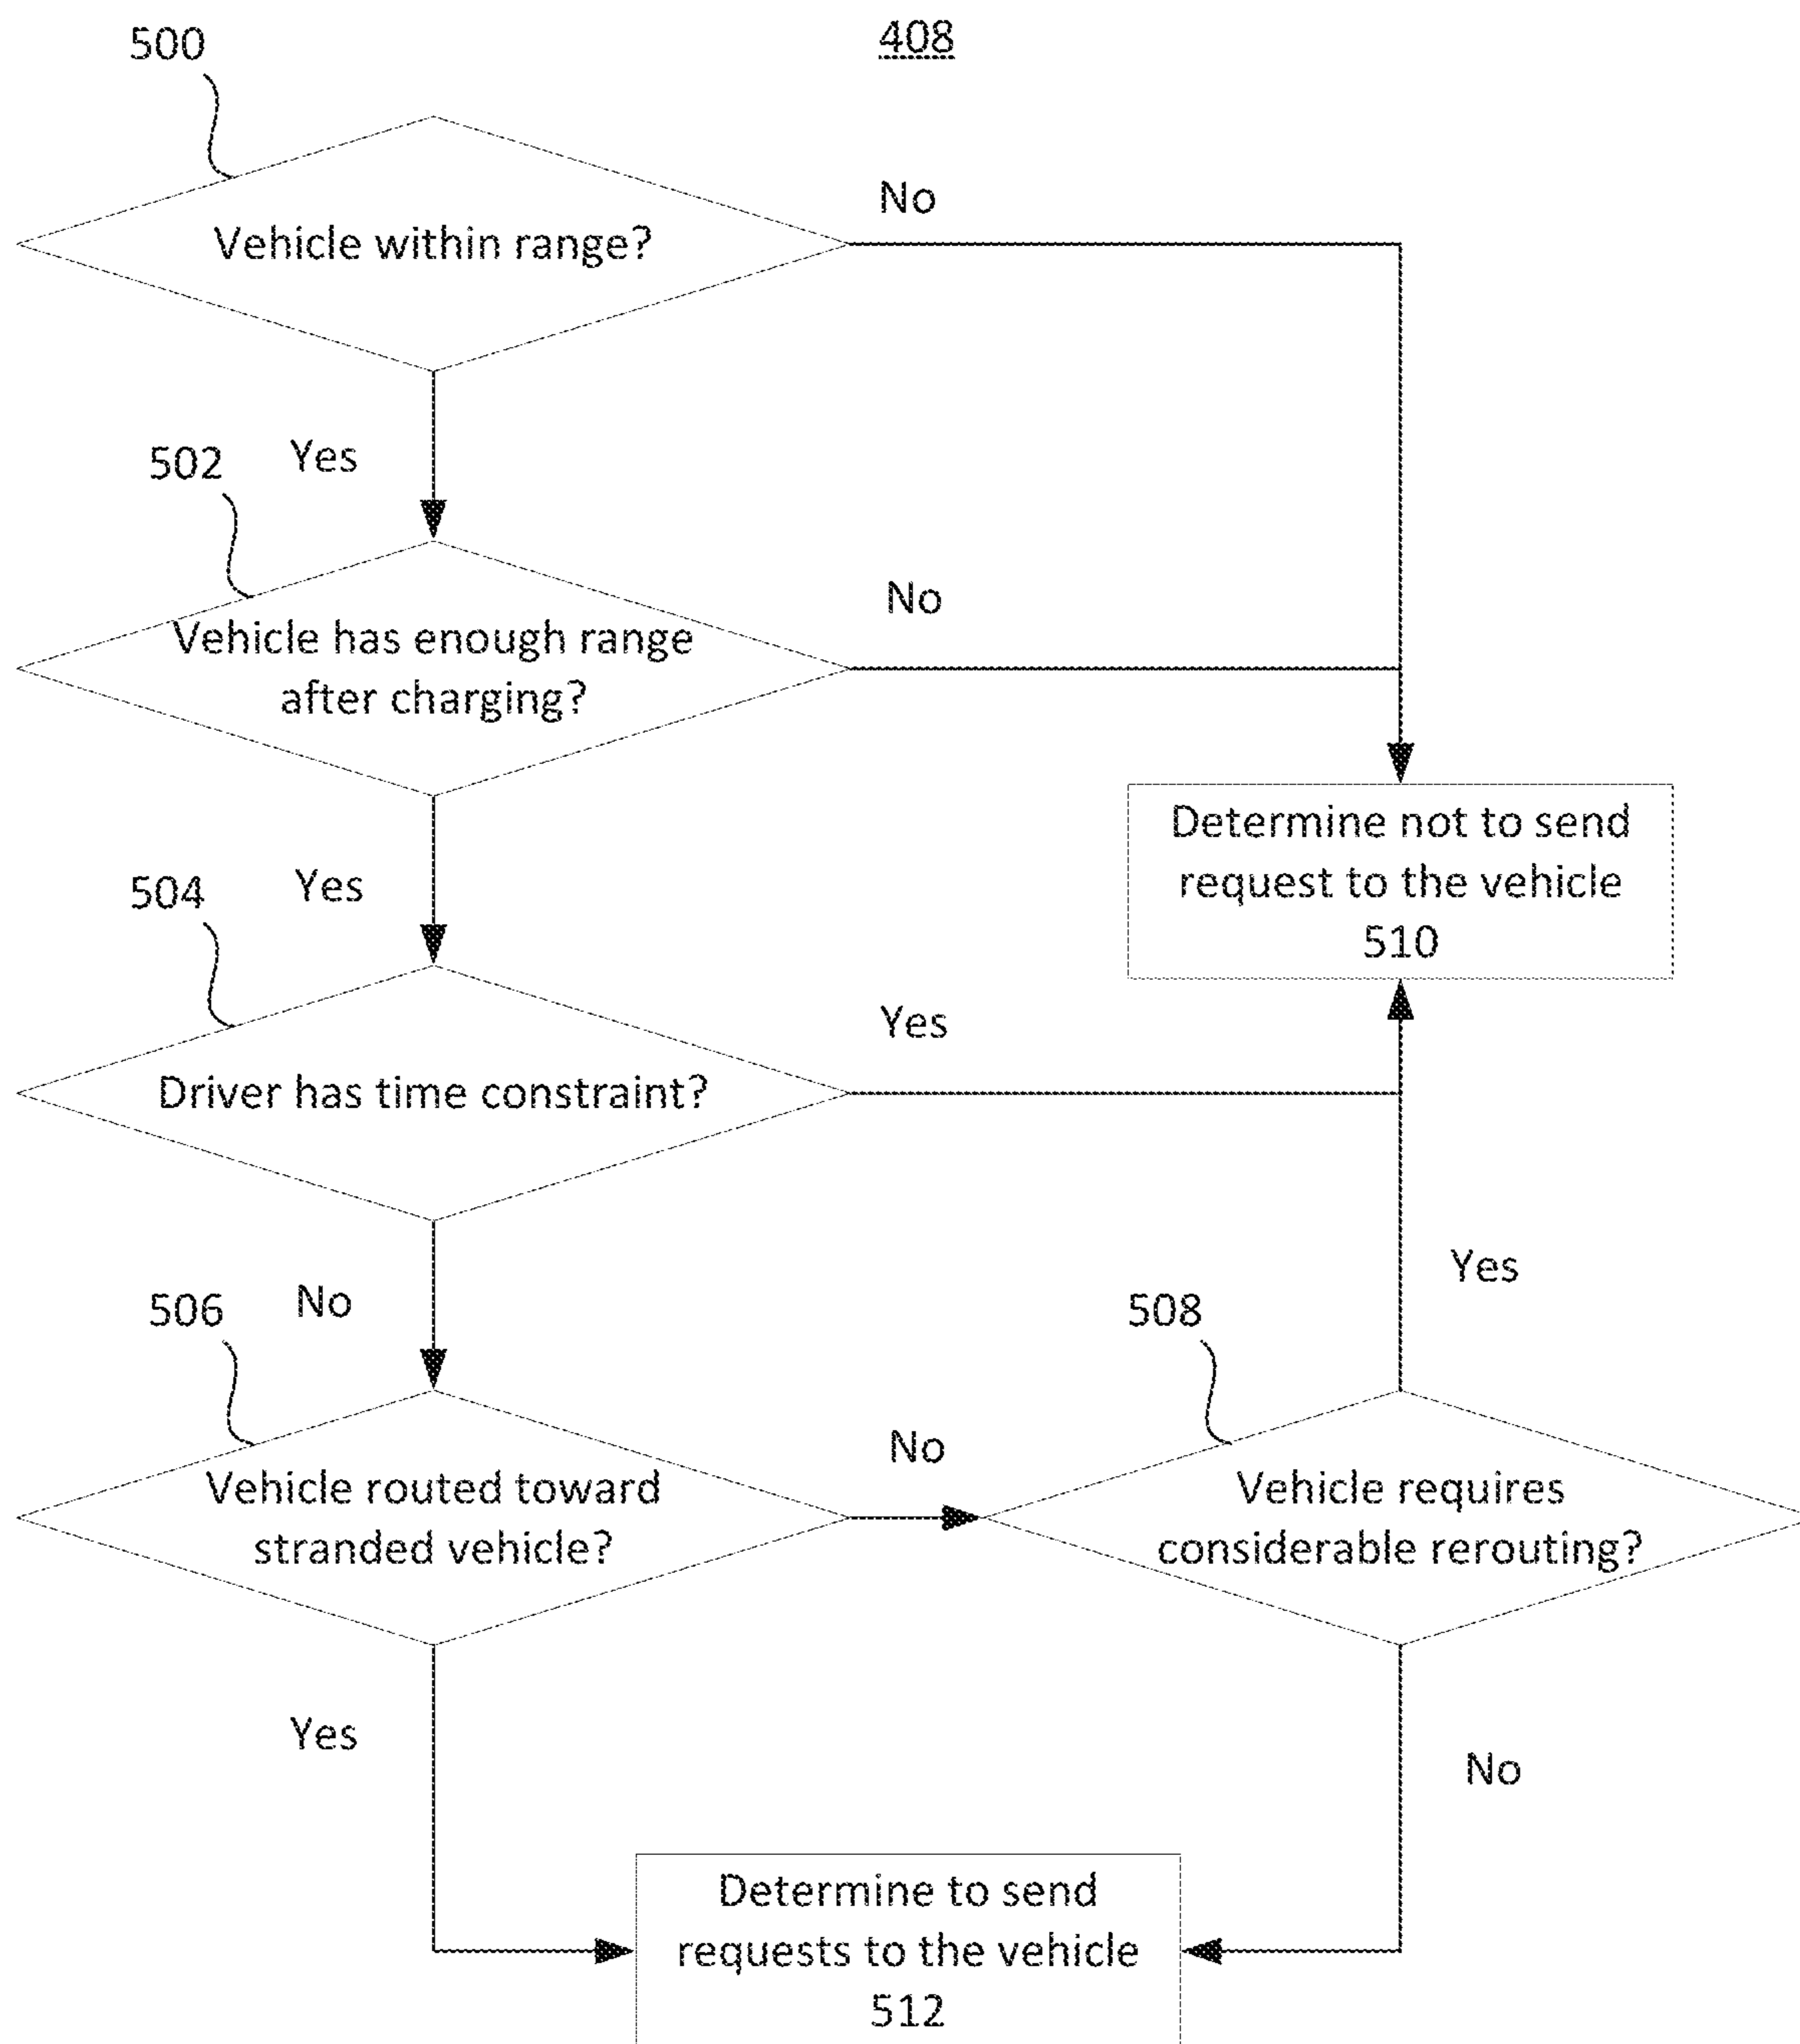 500
408
Vehicle within range?
No
Yes
502
Vehicle has enough range
after charging?
No
Determine not to send
request to the vehicle
510
Yes
504
Driver has time constraint?
Yes
No
506
Vehicle routed toward
stranded vehicle?
No
508
Yes
Vehicle requires
considerable rerouting?
Yes
No
Determine to send
requests to the vehicle
512